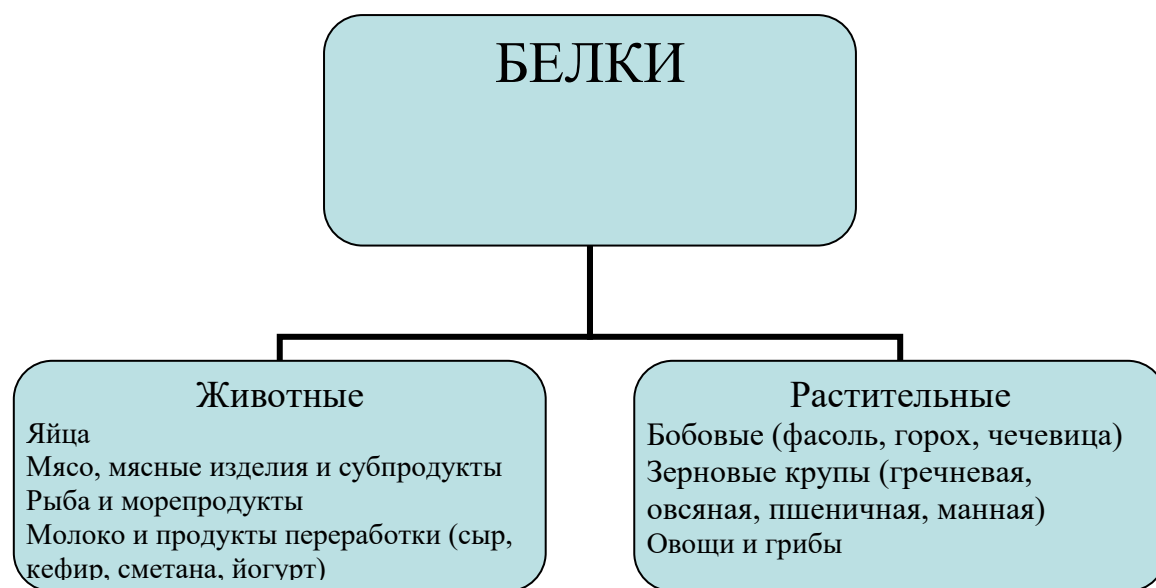 БЕЛКИ
Животные
Яйца
Мясо, мясные изделия и субпродукты
Рыба и морепродукты
Молоко и продукты переработки (сыр,
кефир, сметана, йогурт)
Растительные
Бобовые (фасоль, горох, чечевица)
Зерновые крупы (гречневая,
овсяная, пшеничная, манная)
Овощи и грибы